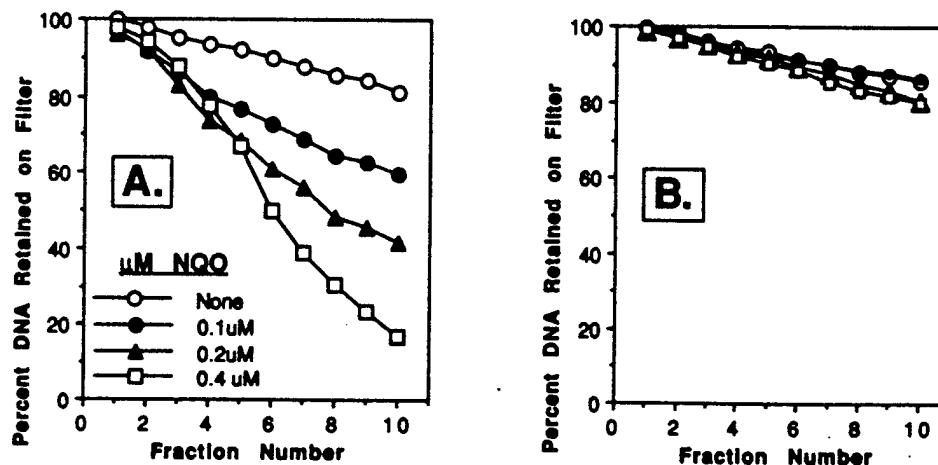 Percent DNA Retained on Filter
100
80
60
40
20
0
A.
µM NQO
None
0.1uM
0.2uM
0.4 uM
0 2 4 6 8 10
Fraction Number
Percent DNA Retained on Filter
100
80
60
40
20
0
B.
0 2 4 6 8 10
Fraction Number